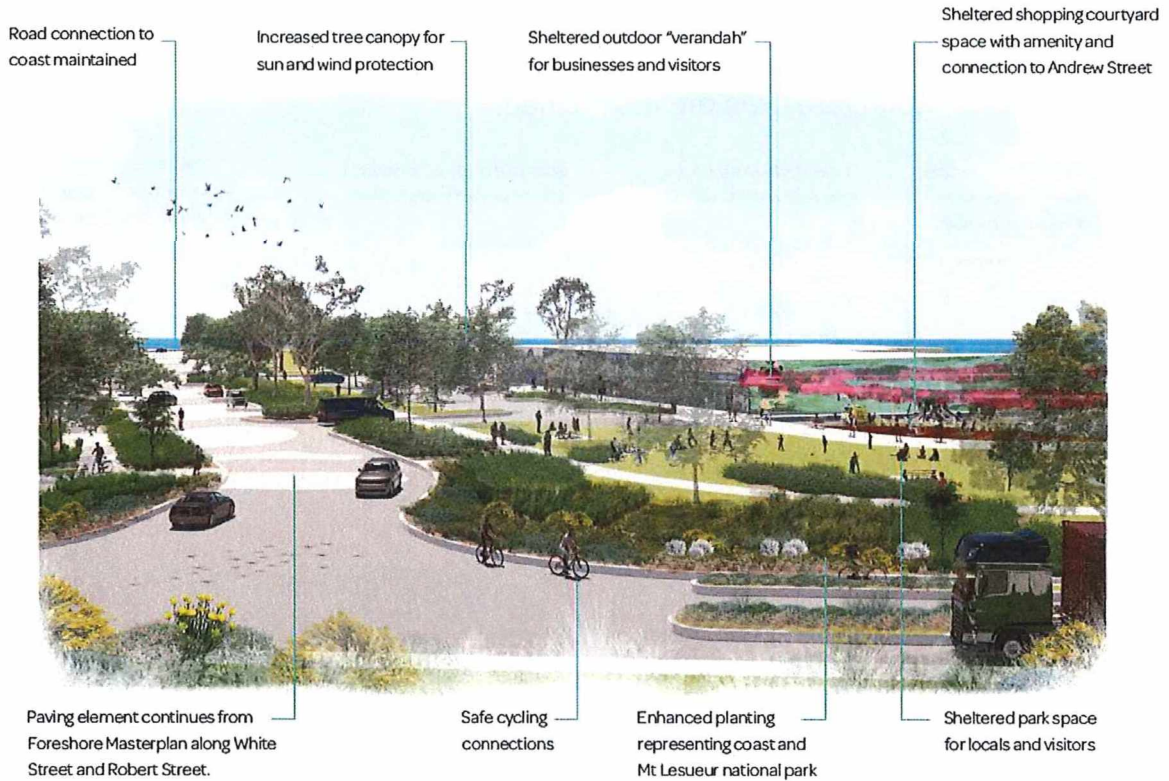 Road connection to
coast maintained
Increased tree canopy for
sun and wind protection
Sheltered outdoor "verandah"
for businesses and visitors
Sheltered shopping courtyard
space with amenity and
connection to Andrew Street
Paving element continues from
Foreshore Masterplan along White
Street and Robert Street.
Safe cycling
connections
Enhanced planting
representing coast and
Mt Lesueur national park
Sheltered park space
for locals and visitors